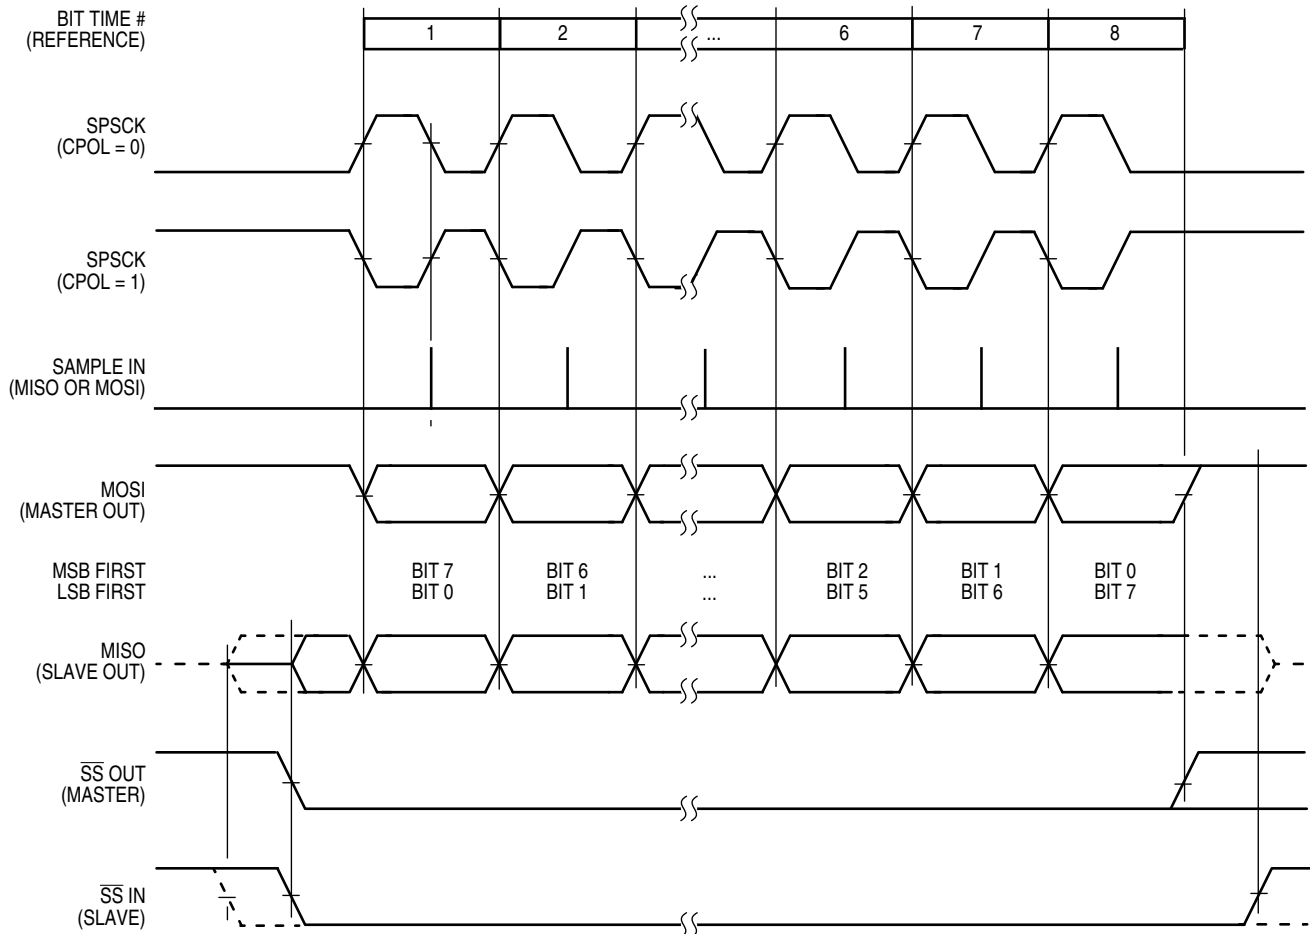 BIT TIME #
(REFERENCE)
1 2 ... 6 7 8
SPSCK
(CPOL = 0)
SPSCK
(CPOL = 1)
SAMPLE IN
(MISO OR MOSI)
MOSI
(MASTER OUT)
MSB FIRST BIT 7 BIT 6 ... BIT 2 BIT 1 BIT 0
LSB FIRST BIT 0 BIT 1 ... BIT 5 BIT 6 BIT 7
MISO
(SLAVE OUT)
S̅S̅ OUT
(MASTER)
S̅S̅ IN
(SLAVE)